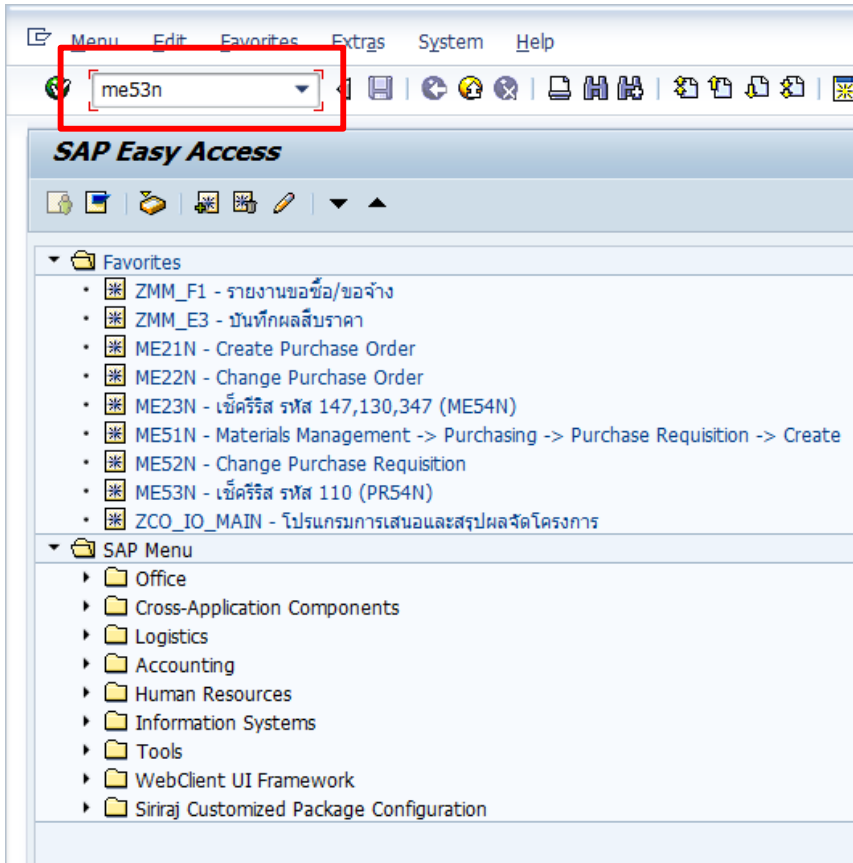 Menu Edit Favorites Extras System Help
me53n
SAP Easy Access
Favorites
ZMM_F1 - รายงานขอซื้อ/ขอจ้าง
ZMM_E3 - บันทึกผลสืบราคา
ME21N - Create Purchase Order
ME22N - Change Purchase Order
ME23N - เช็ครีริส รหัส 147,130,347 (ME54N)
ME51N - Materials Management -> Purchasing -> Purchase Requisition -> Create
ME52N - Change Purchase Requisition
ME53N - เช็ครีริส รหัส 110 (PR54N)
ZCO_IO_MAIN - โปรแกรมการเสนอและสรุปผลจัดโครงการ
SAP Menu
Office
Cross-Application Components
Logistics
Accounting
Human Resources
Information Systems
Tools
WebClient UI Framework
Siriraj Customized Package Configuration